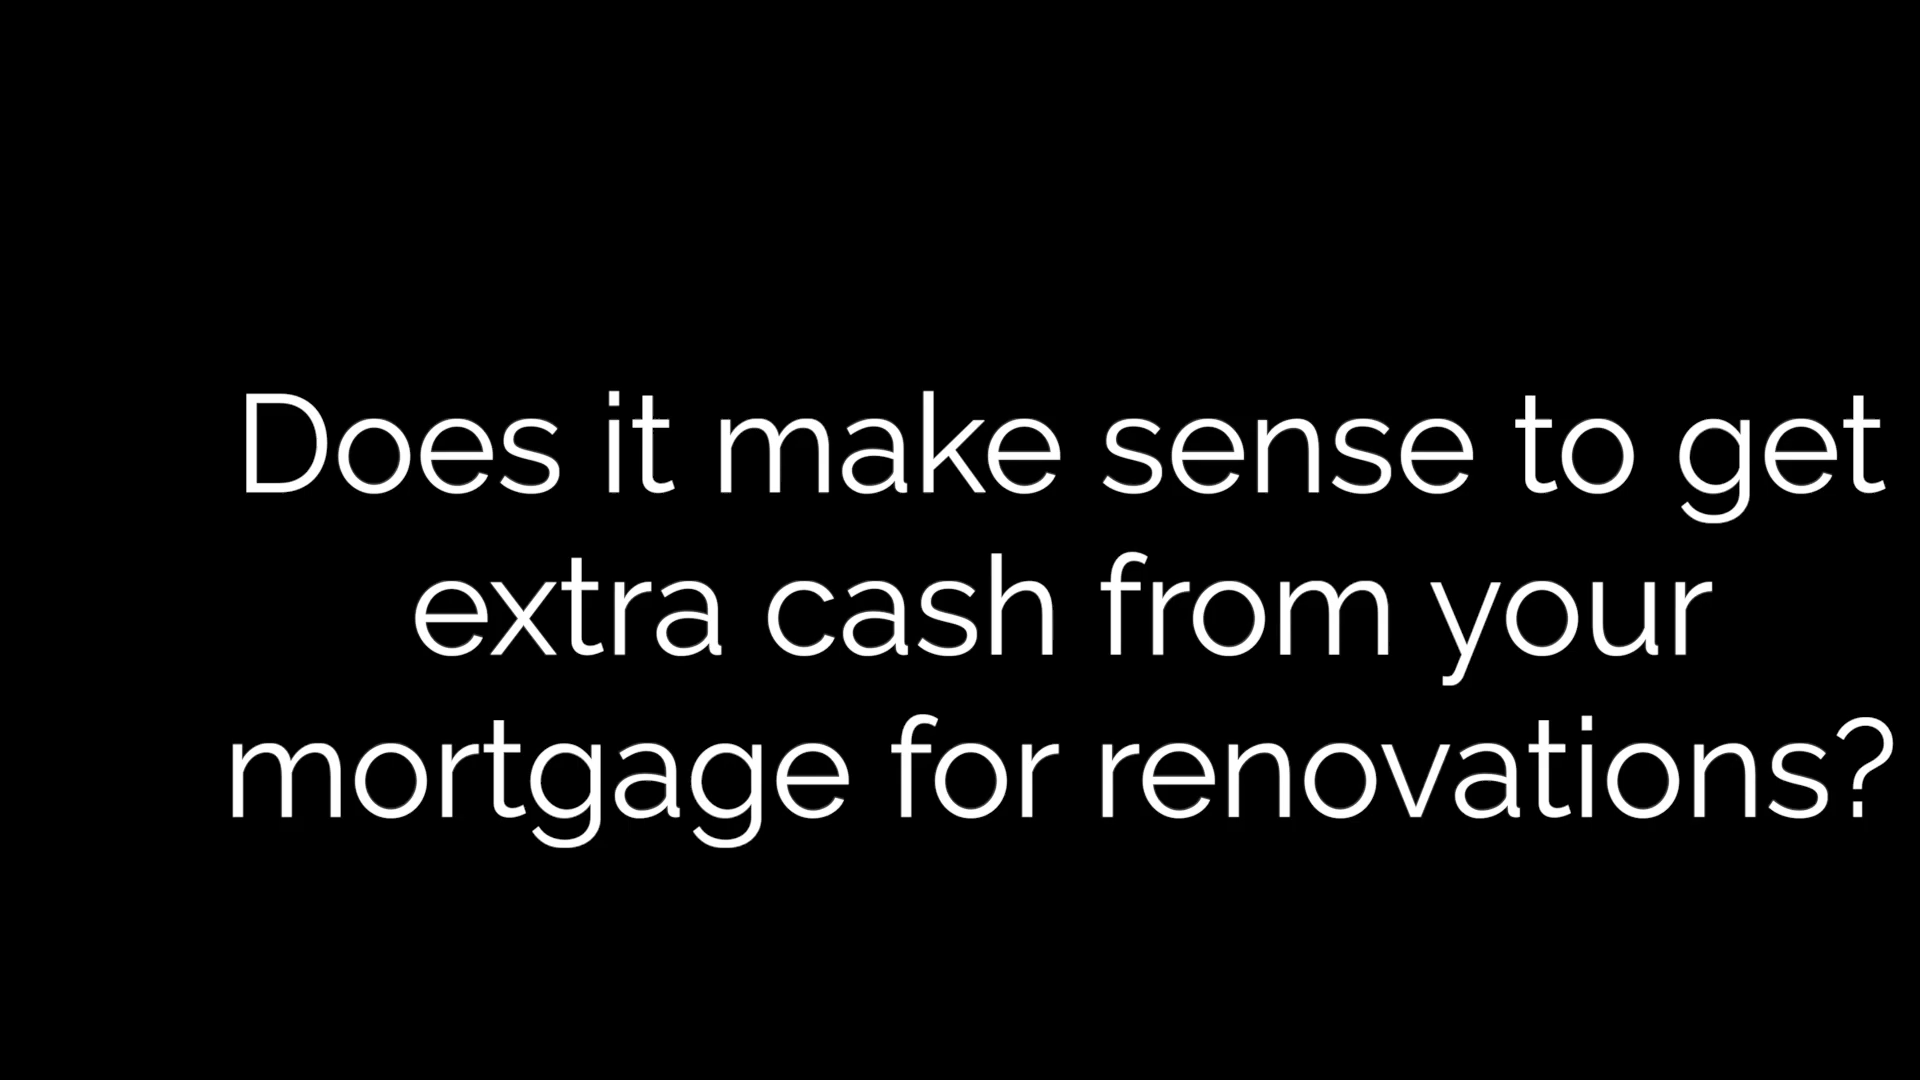 Does it make sense to get
extra cash from your
mortgage for renovations?